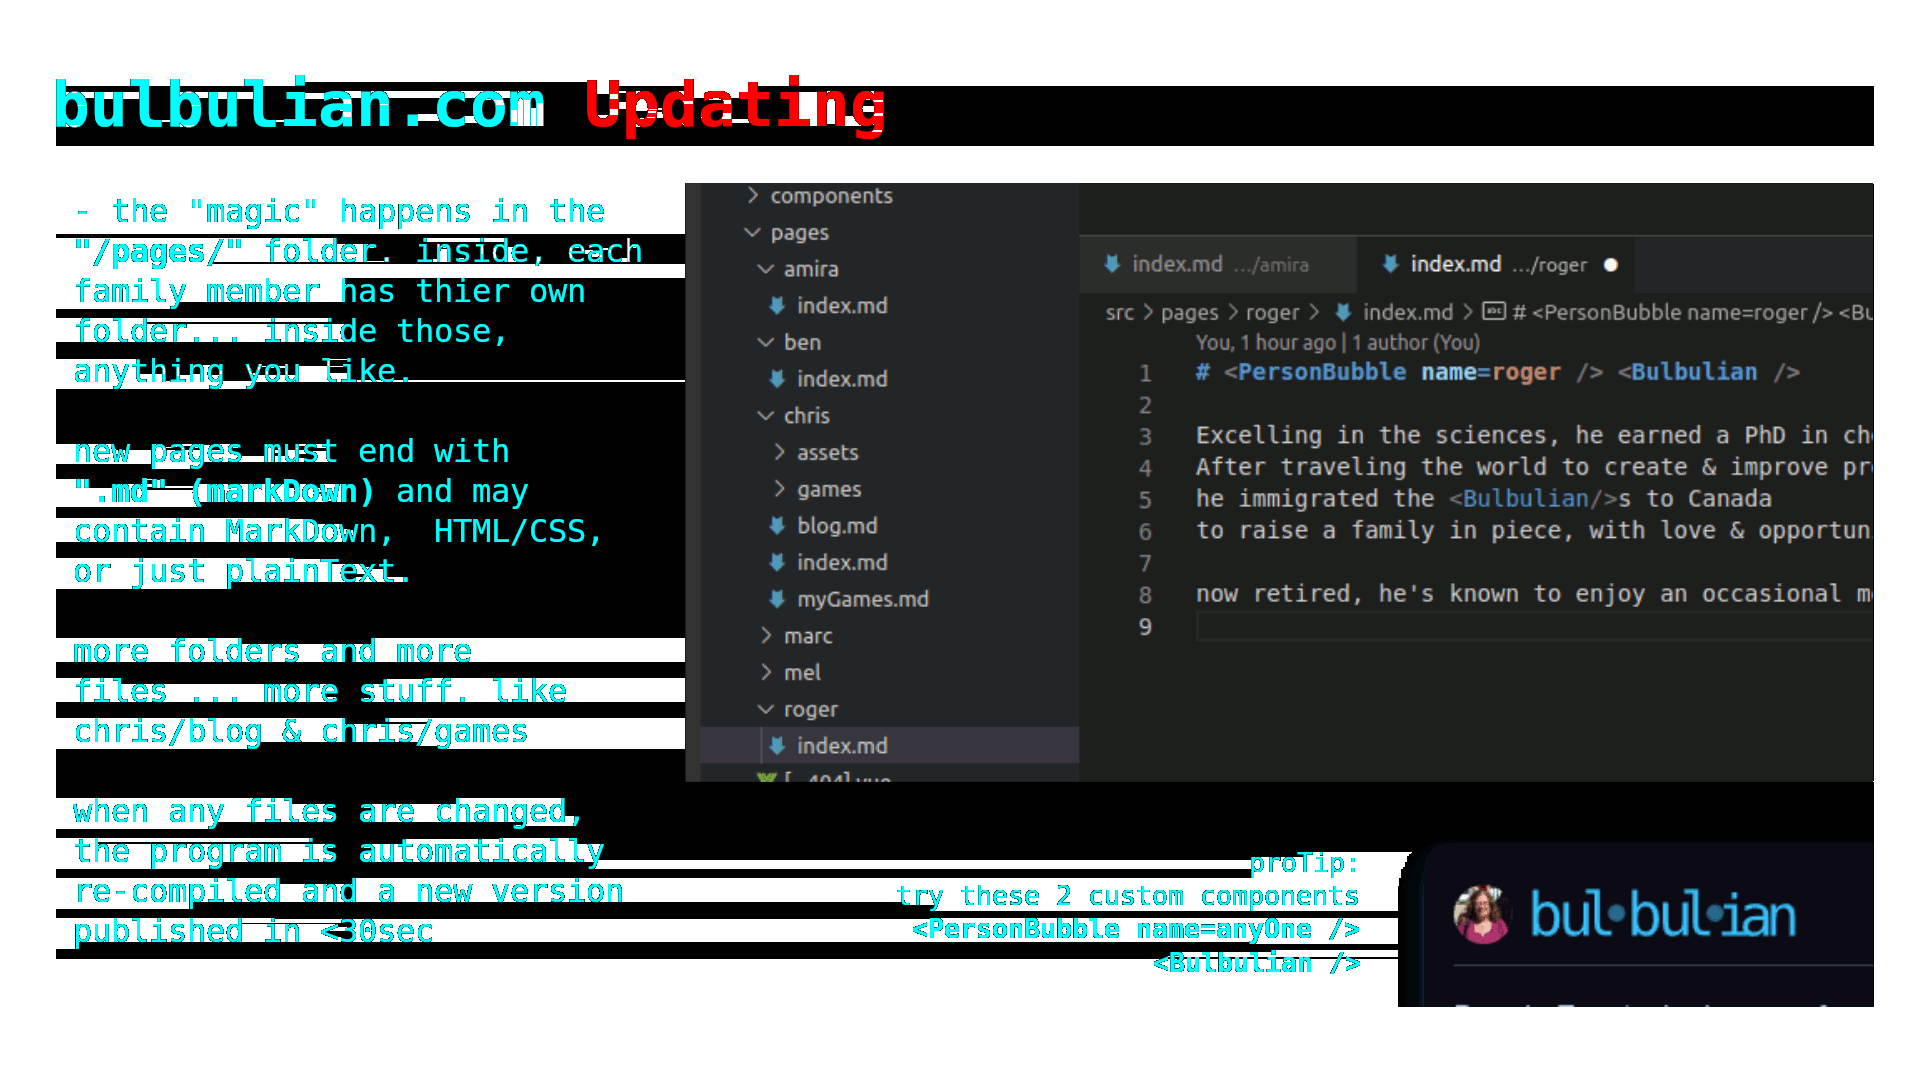 bulbulian.com Updating
- the "magic" happens in the
"/pages/" folder. inside, each
family member has thier own
folder... inside those,
anything you like.
new pages must end with
".md" (markDown) and may
contain MarkDown, HTML/CSS,
or just plainText.
more folders and more
files ... more stuff. like
chris/blog & chris/games
when any files are changed,
the program is automatically
re-compiled and a new version
published in <30sec
components
pages
amira
index.md
ben
index.md
chris
assets
games
blog.md
index.md
myGames.md
marc
mel
roger
index.md
index.md .../amira
index.md .../roger
src > pages > roger > index.md > # <PersonBubble name=roger /> <Bu
You, 1 hour ago | 1 author (You)
1 # <PersonBubble name=roger /> <Bulbulian />
2
3 Excelling in the sciences, he earned a PhD in ch
4 After traveling the world to create & improve pr
5 he immigrated the <Bulbulian/>s to Canada
6 to raise a family in piece, with love & opportun
7
8 now retired, he's known to enjoy an occasional m
9
proTip:
try these 2 custom components
<PersonBubble name=anyOne />
<Bulbulian />
bul•bul•ian